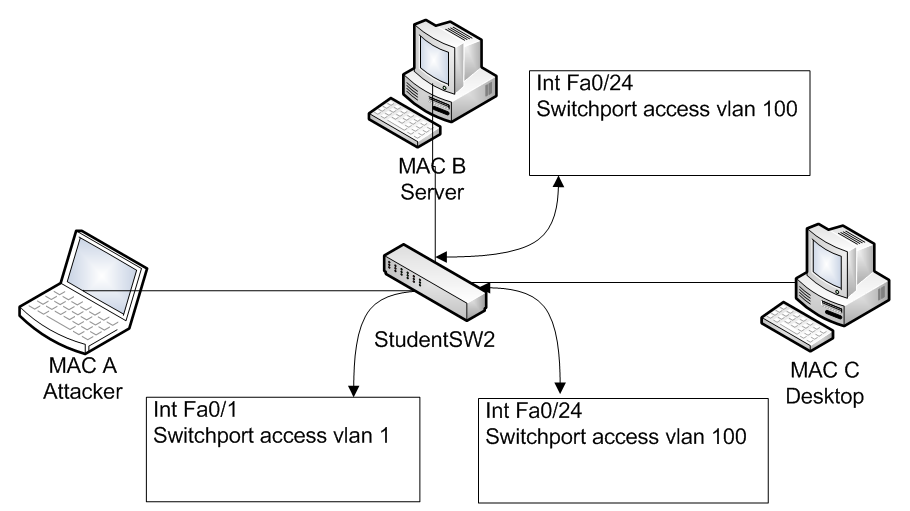 Int Fa0/24
Switchport access vlan 100
MAC B
Server
StudentSW2
MAC A
Attacker
MAC C
Desktop
Int Fa0/1
Switchport access vlan 1
Int Fa0/24
Switchport access vlan 100